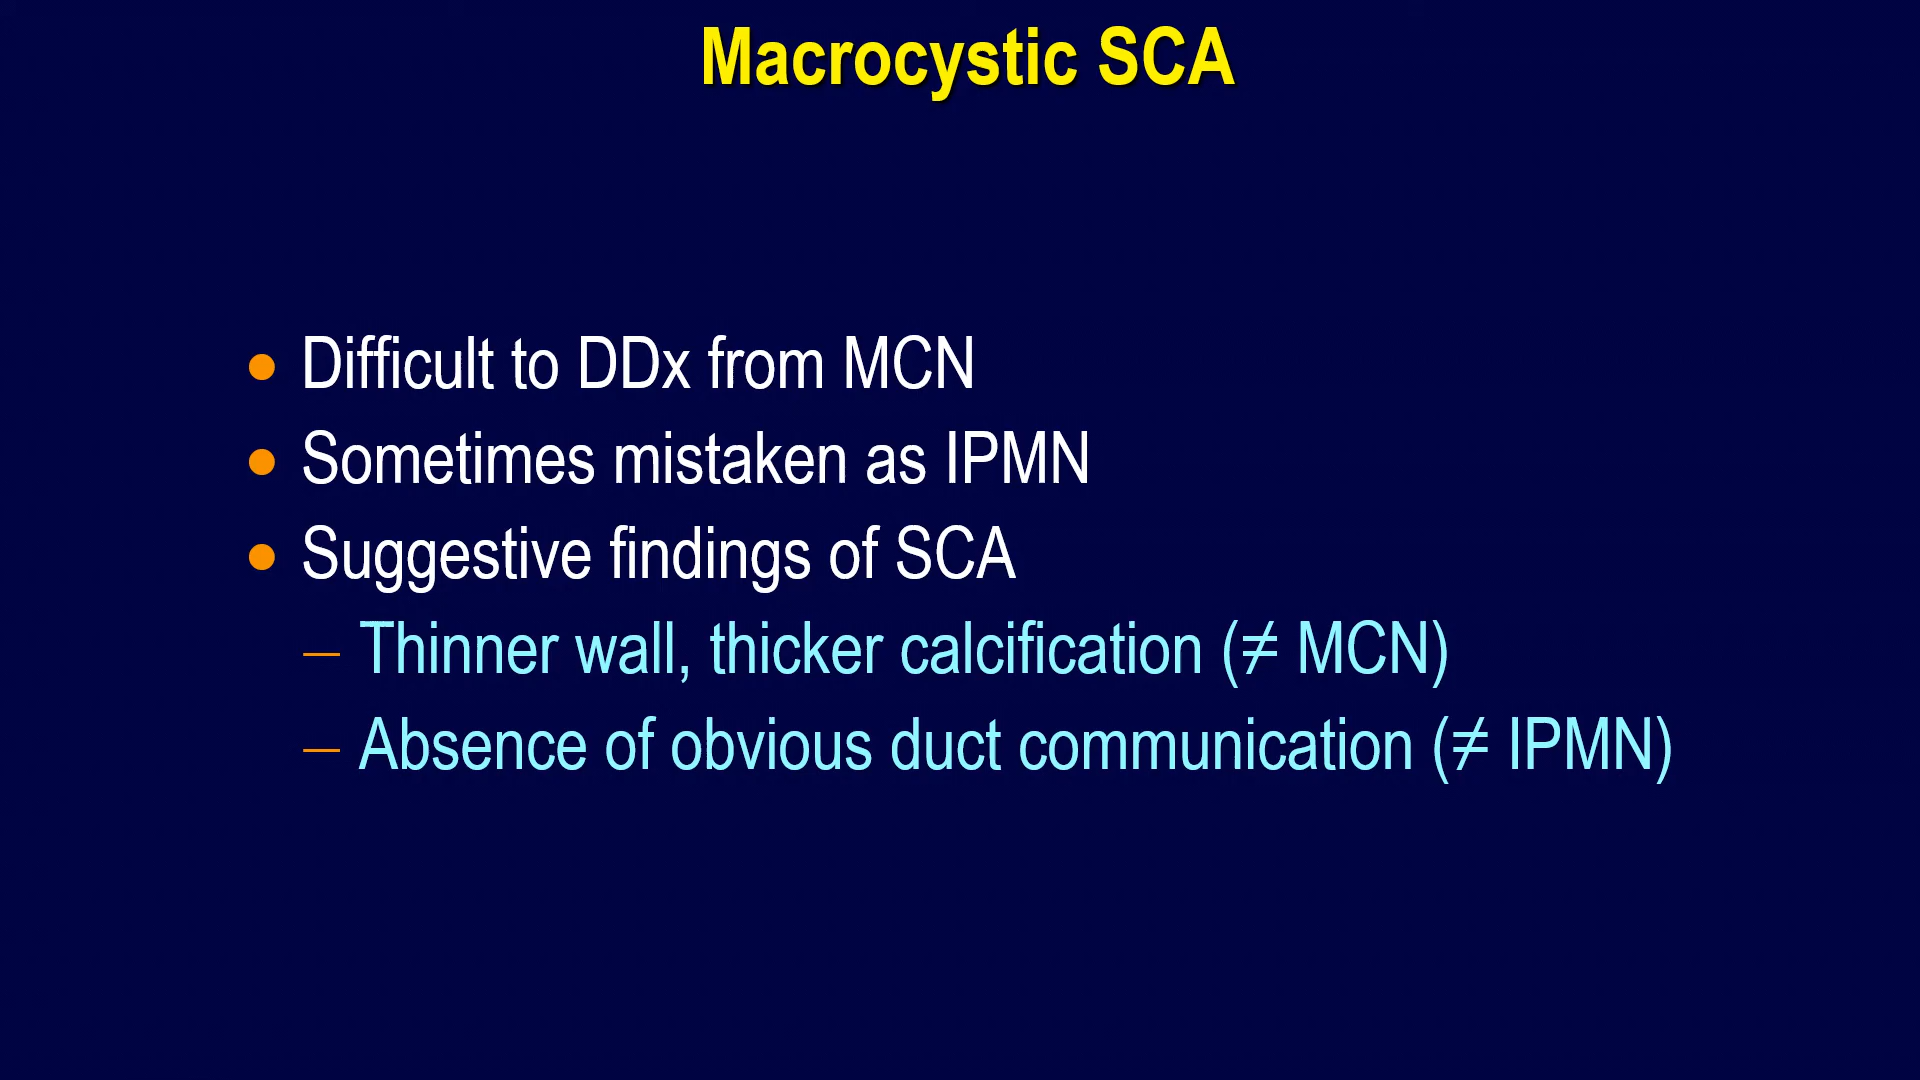 Macrocystic SCA
• Difficult to DDx from MCN
• Sometimes mistaken as IPMN
• Suggestive findings of SCA
– Thinner wall, thicker calcification (≠ MCN)
– Absence of obvious duct communication (≠ IPMN)